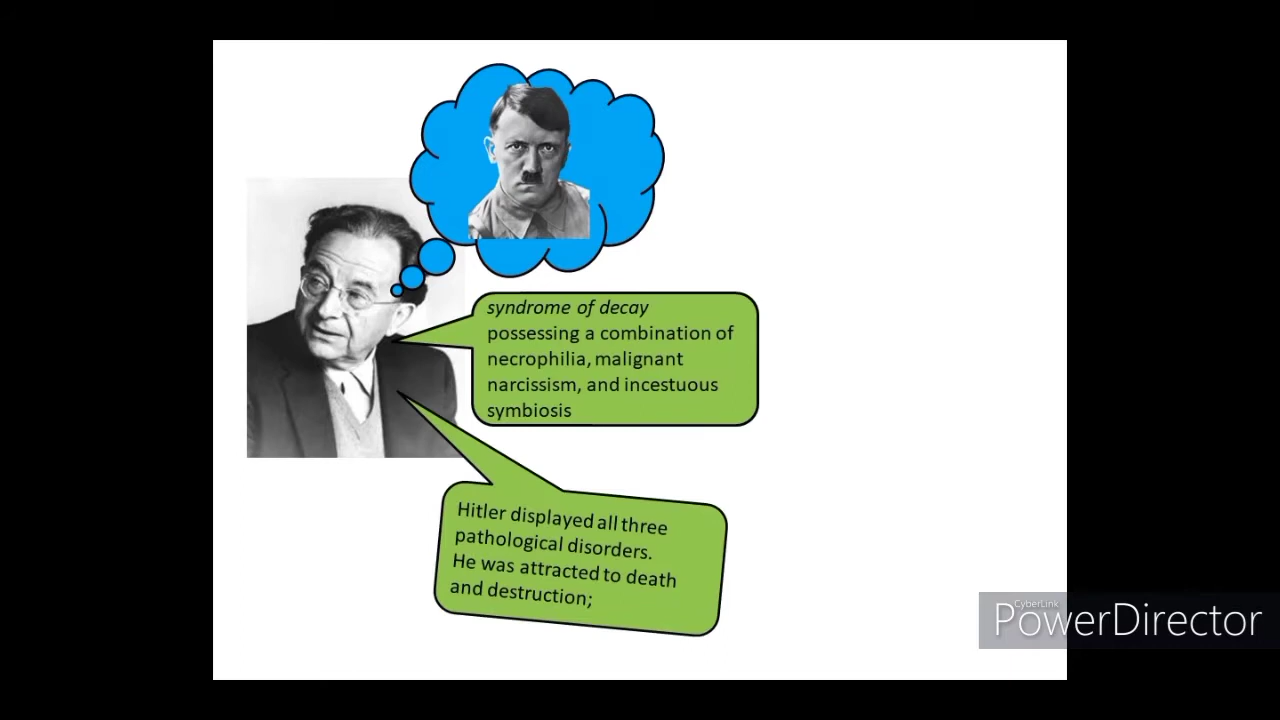 syndrome of decay
possessing a combination of
necrophilia, malignant
narcissism, and incestuous
symbiosis
Hitler displayed all three
pathological disorders.
He was attracted to death
and destruction;
CyberLink
PowerDirector